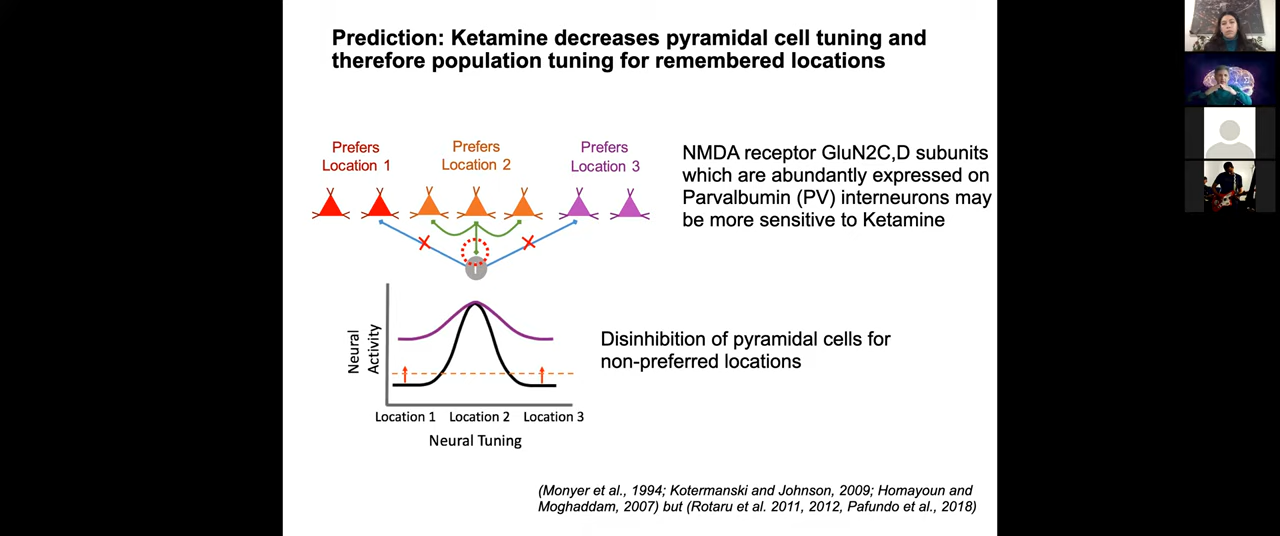 Prediction: Ketamine decreases pyramidal cell tuning and
therefore population tuning for remembered locations
Prefers
Location 1
Prefers
Location 2
Prefers
Location 3
NMDA receptor GluN2C,D subunits
which are abundantly expressed on
Parvalbumin (PV) interneurons may
be more sensitive to Ketamine
I
Neural
Activity
Location 1 Location 2 Location 3
Neural Tuning
Disinhibition of pyramidal cells for
non-preferred locations
(Monyer et al., 1994; Kotermanski and Johnson, 2009; Homayoun and
Moghaddam, 2007) but (Rotaru et al. 2011, 2012, Pafundo et al., 2018)